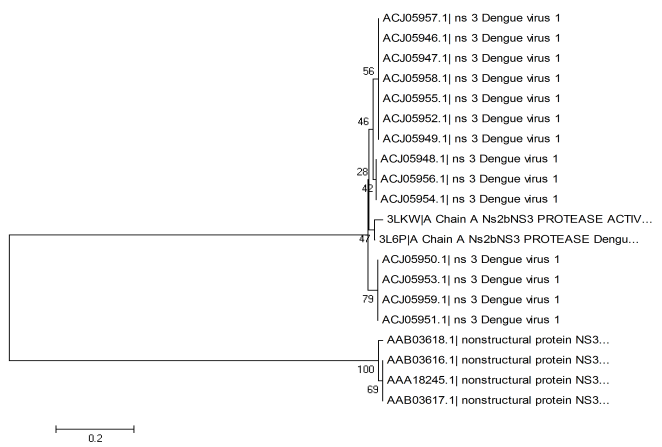 ACJ05957.1| ns 3 Dengue virus 1
ACJ05946.1| ns 3 Dengue virus 1
ACJ05947.1| ns 3 Dengue virus 1
56
ACJ05958.1| ns 3 Dengue virus 1
ACJ05955.1| ns 3 Dengue virus 1
46
ACJ05952.1| ns 3 Dengue virus 1
ACJ05949.1| ns 3 Dengue virus 1
ACJ05948.1| ns 3 Dengue virus 1
28
ACJ05956.1| ns 3 Dengue virus 1
42
ACJ05954.1| ns 3 Dengue virus 1
3LKW|A Chain A Ns2bNS3 PROTEASE ACTIV...
47
3L6P|A Chain A Ns2bNS3 PROTEASE Dengu...
ACJ05950.1| ns 3 Dengue virus 1
ACJ05953.1| ns 3 Dengue virus 1
79
ACJ05959.1| ns 3 Dengue virus 1
ACJ05951.1| ns 3 Dengue virus 1
AAB03618.1| nonstructural protein NS3...
AAB03616.1| nonstructural protein NS3...
100
AAA18245.1| nonstructural protein NS3...
69
AAB03617.1| nonstructural protein NS3...
0.2